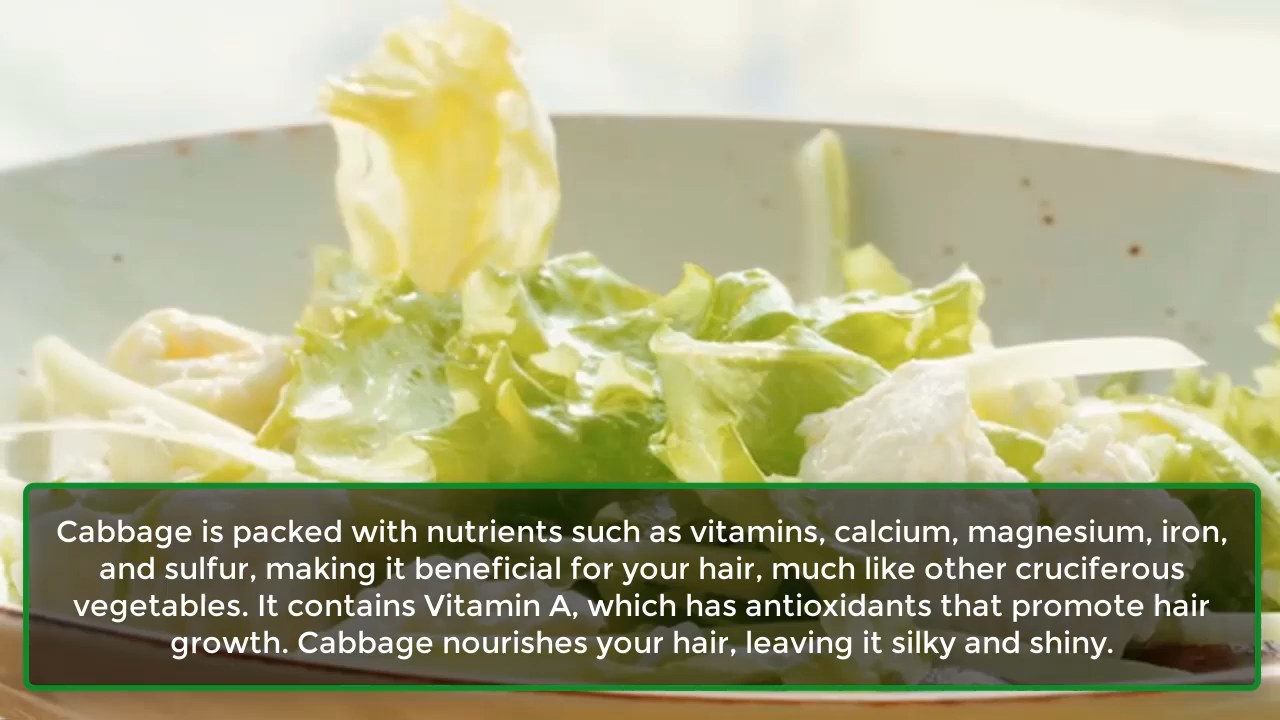 Cabbage is packed with nutrients such as vitamins, calcium, magnesium, iron,
and sulfur, making it beneficial for your hair, much like other cruciferous
vegetables. It contains Vitamin A, which has antioxidants that promote hair
growth. Cabbage nourishes your hair, leaving it silky and shiny.